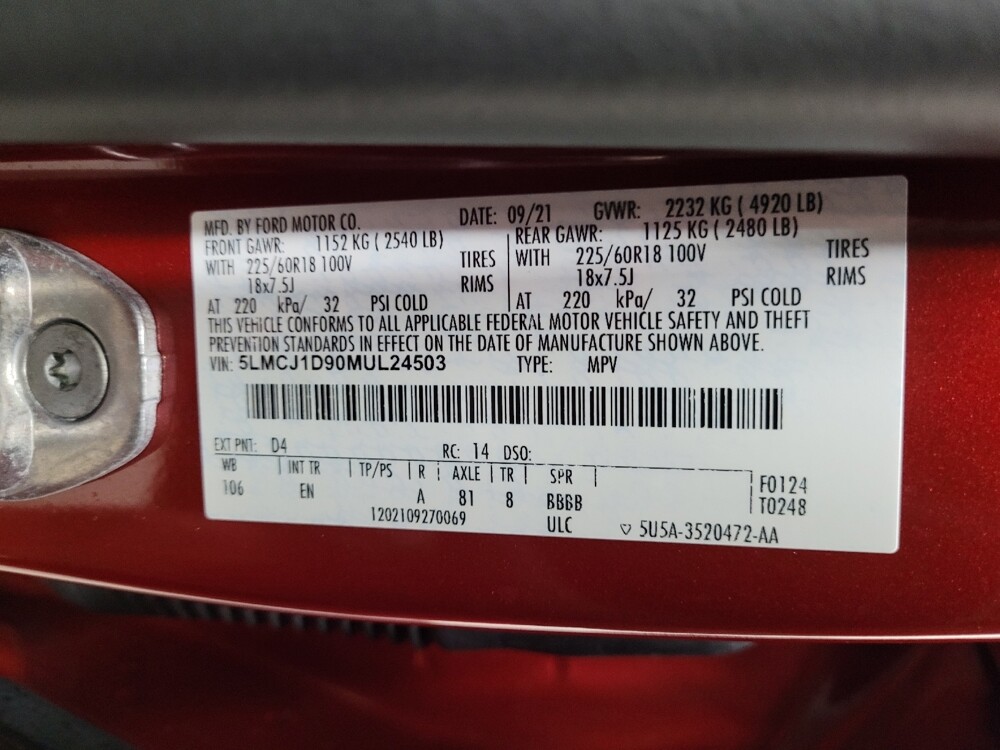 MFD. BY FORD MOTOR CO. DATE: 09/21 GVWR: 2232 KG ( 4920 LB)
FRONT GAWR: 1152 KG ( 2540 LB) REAR GAWR: 1125 KG ( 2480 LB)
WITH 225/60R18 100V TIRES WITH 225/60R18 100V TIRES
18x7.5J RIMS 18x7.5J RIMS
AT 220 kPa/ 32 PSI COLD AT 220 kPa/ 32 PSI COLD
THIS VEHICLE CONFORMS TO ALL APPLICABLE FEDERAL MOTOR VEHICLE SAFETY AND THEFT
PREVENTION STANDARDS IN EFFECT ON THE DATE OF MANUFACTURE SHOWN ABOVE.
VIN: 5LMCJ1D90MUL24503 TYPE: MPV
EXT PNT: D4 RC: 14 DSO:
WB INT TR TP/PS R AXLE TR SPR F0124
106 EN A 81 8 BBBB T0248
1202109270069 ULC 5U5A-3520472-AA